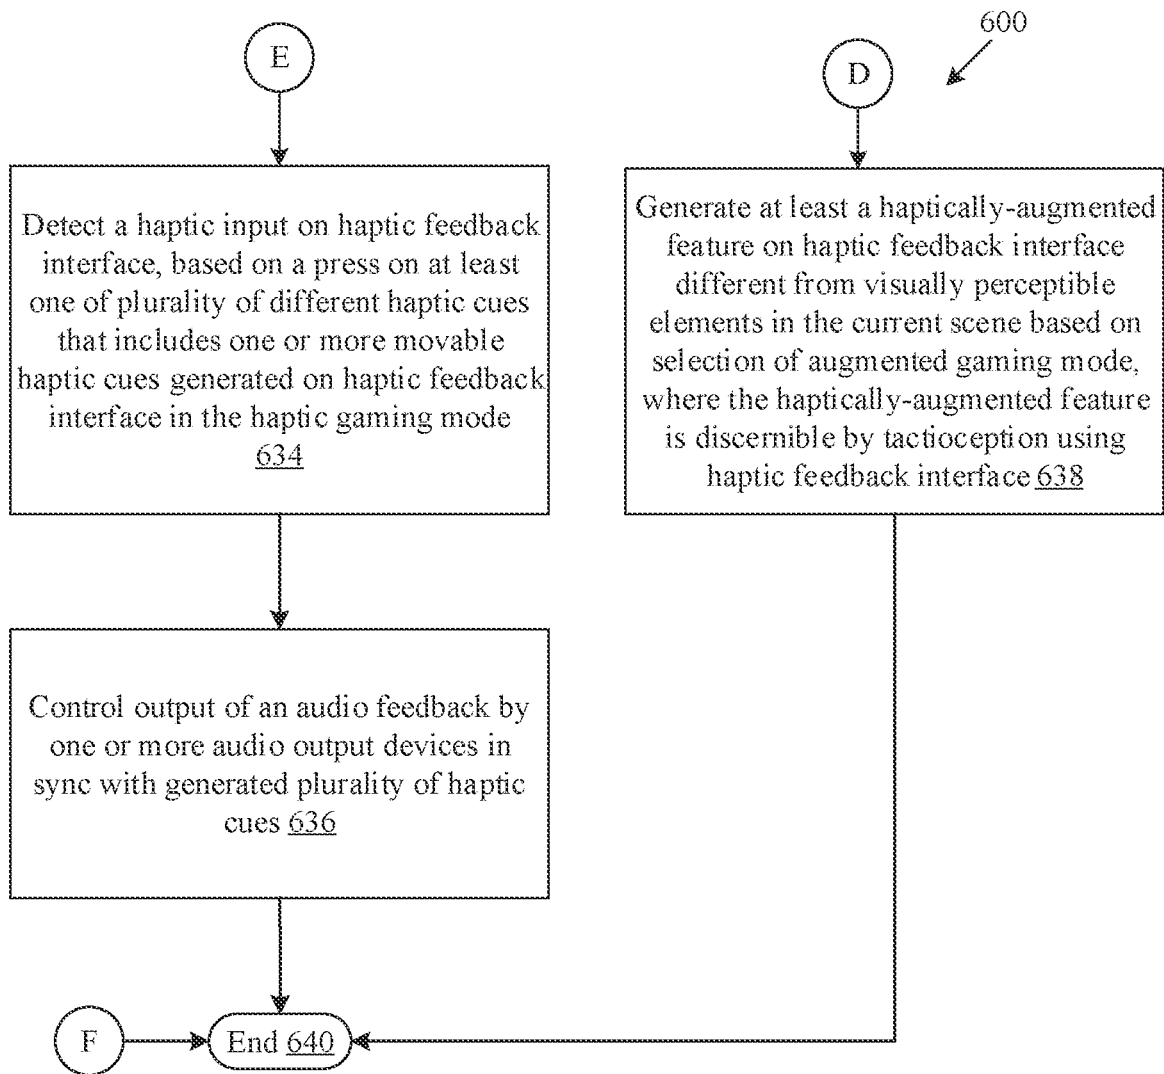 E
Detect a haptic input on haptic feedback
interface, based on a press on at least
one of plurality of different haptic cues
that includes one or more movable
haptic cues generated on haptic feedback
interface in the haptic gaming mode
634
Control output of an audio feedback by
one or more audio output devices in
sync with generated plurality of haptic
cues 636
600
D
Generate at least a haptically-augmented
feature on haptic feedback interface
different from visually perceptible
elements in the current scene based on
selection of augmented gaming mode,
where the haptically-augmented feature
is discernible by tactioception using
haptic feedback interface 638
F
End 640